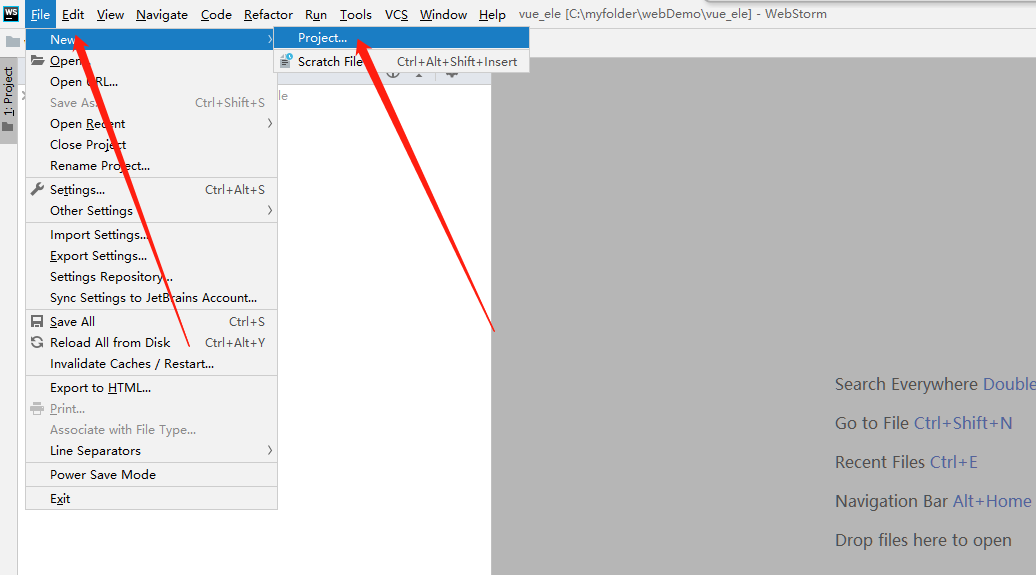 WS File Edit View Navigate Code Refactor Run Tools VCS Window Help vue_ele [C:\myfolder\webDemo\vue_ele] - WebStorm
New
Project...
Open
Scratch File Ctrl+Alt+Shift+Insert
Open URL...
1: Project
Save As Ctrl+Shift+S
le
Open Recent
Close Project
Rename Project...
Settings... Ctrl+Alt+S
Other Settings
Import Settings...
Export Settings...
Settings Repository...
Sync Settings to JetBrains Account...
Save All Ctrl+S
Reload All from Disk Ctrl+Alt+Y
Invalidate Caches / Restart...
Export to HTML...
Print...
Associate with File Type...
Line Separators
Power Save Mode
Exit
Search Everywhere Double
Go to File Ctrl+Shift+N
Recent Files Ctrl+E
Navigation Bar Alt+Home
Drop files here to open